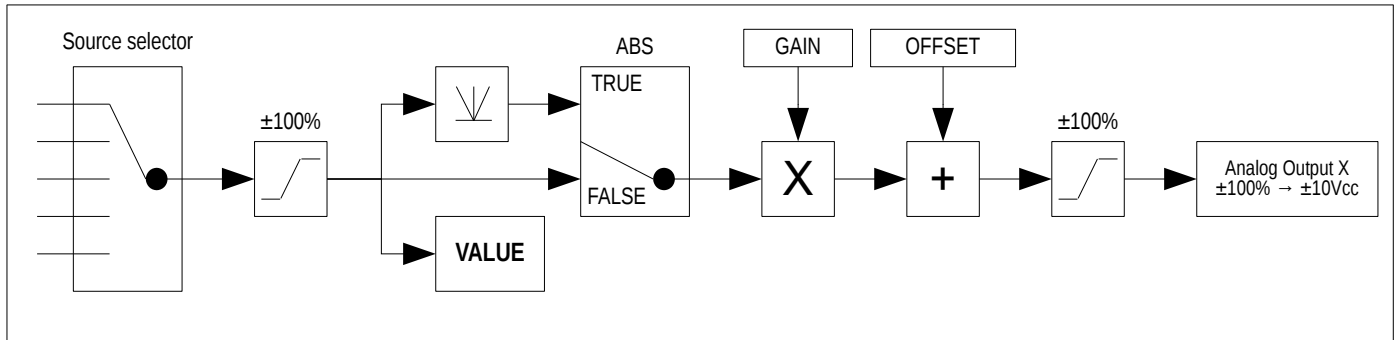 Source selector
±100%
VALUE
ABS
TRUE
FALSE
GAIN
X
OFFSET
+
±100%
Analog Output X
±100% → ±10Vcc